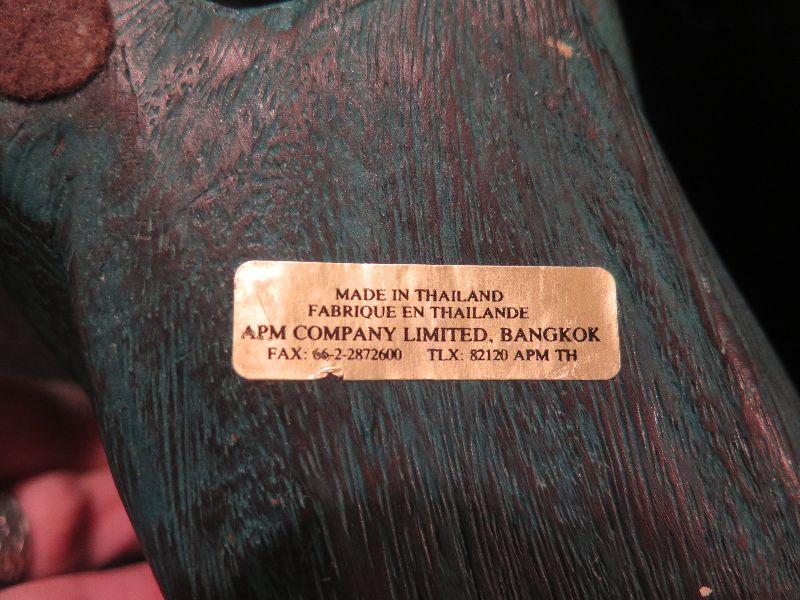 MADE IN THAILAND
FABRIQUE EN THAILANDE
APM COMPANY LIMITED, BANGKOK
FAX: 66-2-2872600 TLX: 82120 APM TH